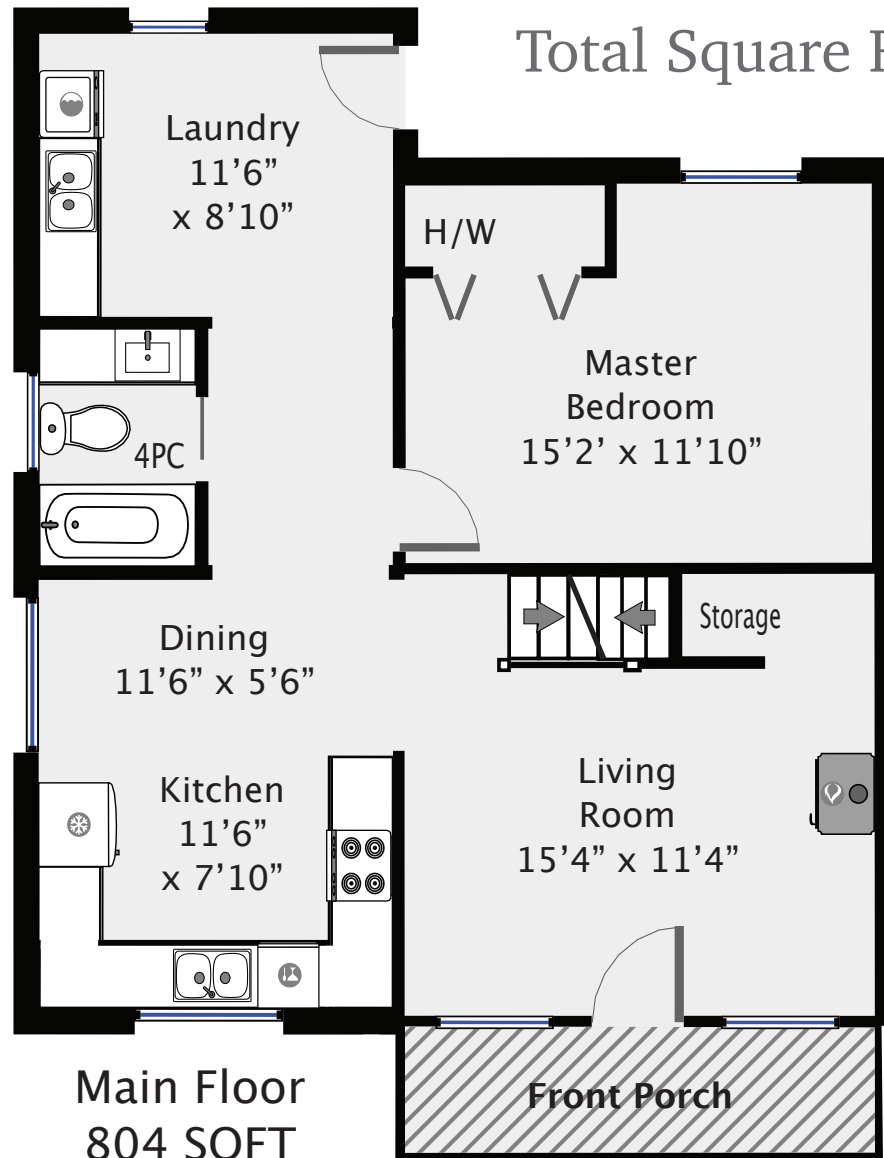 Total Square
Laundry
11’6”
x 8’10”
H/W
Master
Bedroom
15’2’ x 11’10”
4PC
Dining
11’6” x 5’6”
Storage
Kitchen
11’6”
x 7’10”
Living
Room
15’4” x 11’4”
Front Porch
Main Floor
804 SQFT